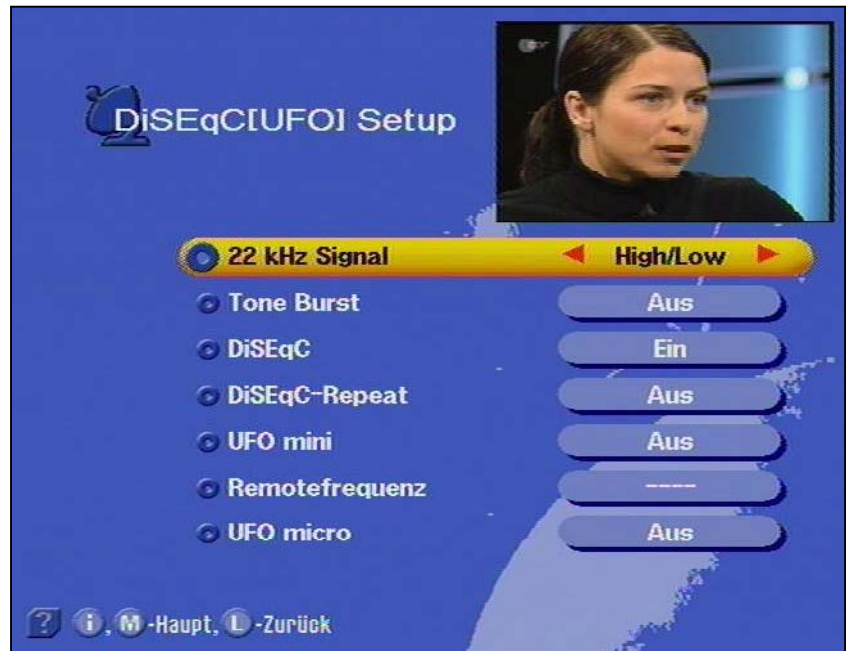 DiSEqC[UFO] Setup
22 kHz Signal ◀ High/Low ▶
Tone Burst Aus
DiSEqC Ein
DiSEqC-Repeat Aus
UFO mini Aus
Remotefrequenz ----
UFO micro Aus
? i, M -Haupt, L -Zurück